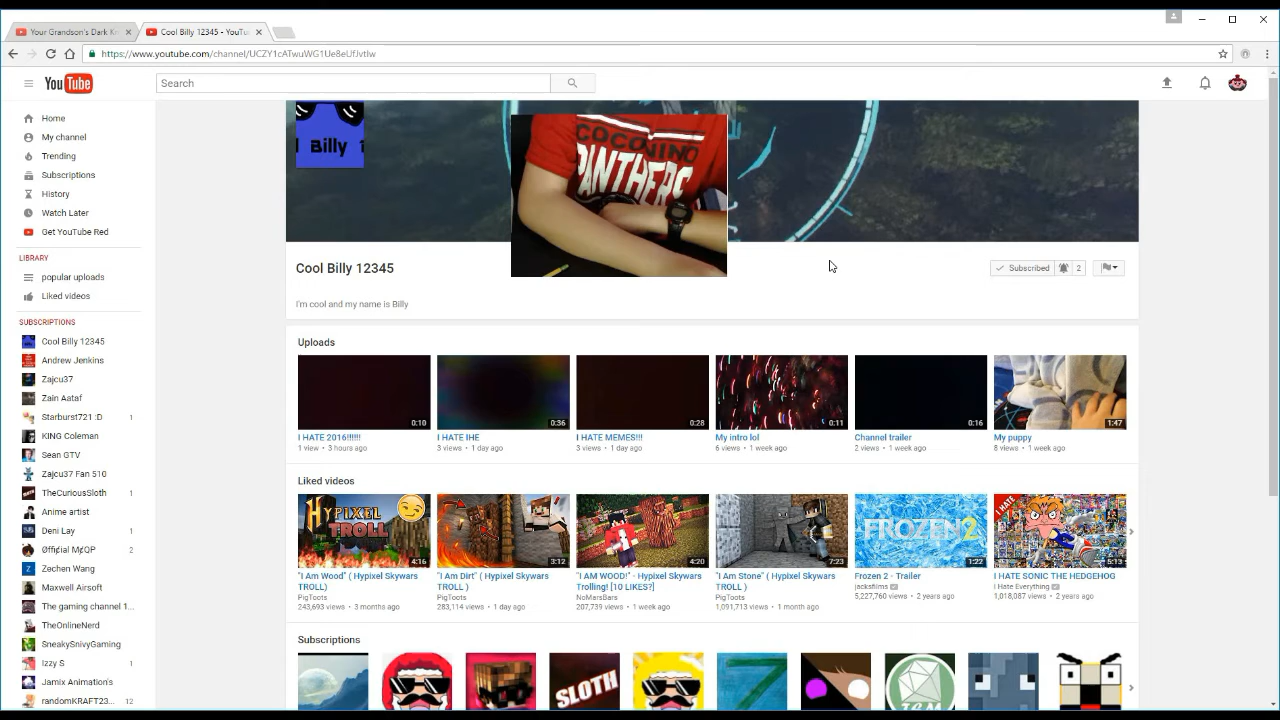 Your Grandson's Dark Kn
Cool Billy 12345 - YouTu
https://www.youtube.com/channel/UCZY1cATwuWG1Ue8eUfJvtIw
YouTube
Search
Home
My channel
Trending
Subscriptions
History
Watch Later
Get YouTube Red
LIBRARY
popular uploads
Liked videos
SUBSCRIPTIONS
Cool Billy 12345
Andrew Jenkins
Zajcu37
Zain Aataf
Starburst721 :D 1
KING Coleman
Sean GTV
Zajcu37 Fan 510
TheCuriousSloth 1
Anime artist
Deni Lay 1
Øfficial McQP 2
Zechen Wang
Maxwell Airsoft
The gaming channel 1...
TheOnlineNerd
SneakySnivyGaming
Izzy S 1
Jamix Animation's
randomKRAFT23... 12
l Billy 1
COCONINO
PANTHERS
Cool Billy 12345
Subscribed 2
I'm cool and my name is Billy
Uploads
0:10 0:36 0:28 0:11 0:16 1:47
I HATE 2016!!!!!! I HATE IHE I HATE MEMES!!! My intro lol Channel trailer My puppy
1 view • 3 hours ago 3 views • 1 day ago 3 views • 1 day ago 6 views • 1 week ago 2 views • 1 week ago 8 views • 1 week ago
Liked videos
HYPIXEL
TROLL
FROZEN 2
I HATE
4:16 3:12 4:20 7:23 1:22 5:13
"I Am Wood" ( Hypixel Skywars
TROLL)
PigToots
243,693 views • 3 months ago
"I Am Dirt" ( Hypixel Skywars
TROLL )
PigToots
283,114 views • 1 day ago
"I AM WOOD!" - Hypixel Skywars
Trolling! [10 LIKES?]
NoMarsBars
207,739 views • 1 week ago
"I Am Stone" ( Hypixel Skywars
TROLL )
PigToots
1,091,713 views • 1 month ago
Frozen 2 - Trailer
jacksfilms
5,227,760 views • 2 years ago
I HATE SONIC THE HEDGEHOG
I Hate Everything
1,018,087 views • 2 years ago
Subscriptions
SLOTH